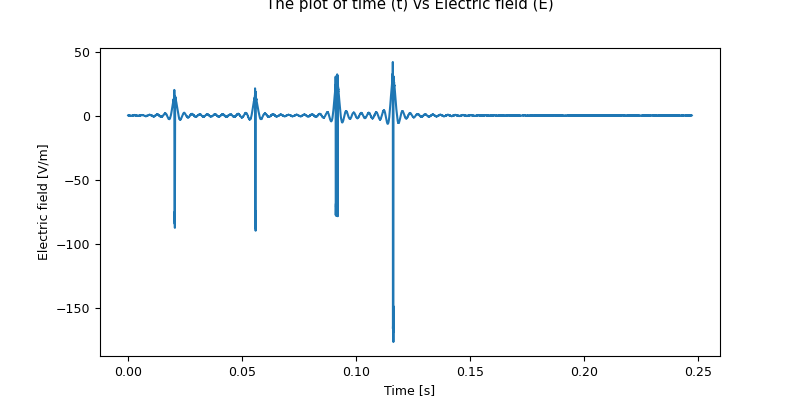 The plot of time (t) vs Electric field (E)
50
0
−50
−100
−150
Electric field [V/m]
0.00 0.05 0.10 0.15 0.20 0.25
Time [s]